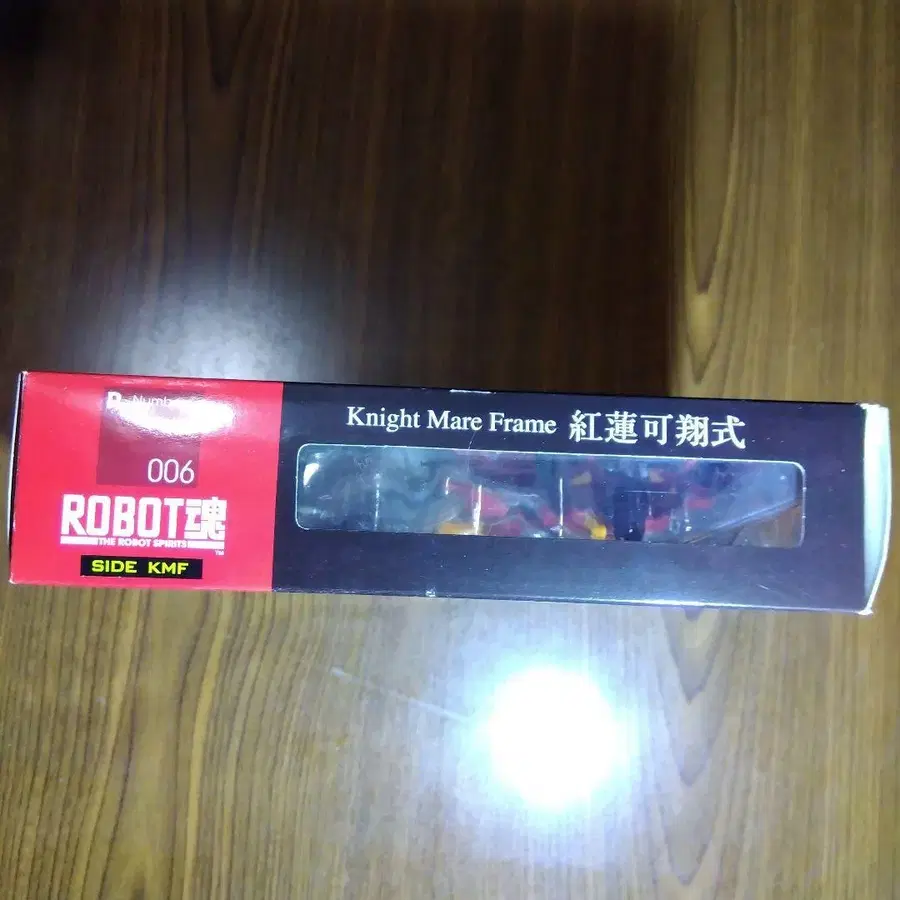 006
ROBOT魂
THE ROBOT SPIRITS
TM
SIDE KMF
Knight Mare Frame 紅蓮可翔式